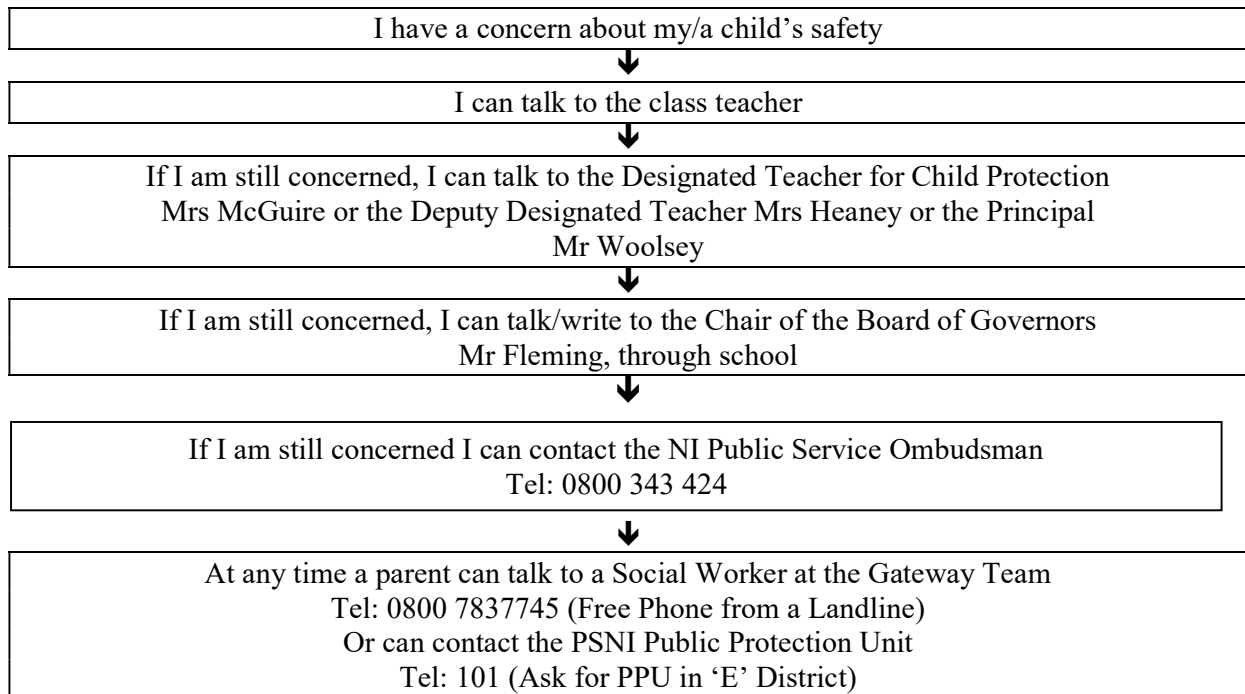 I have a concern about my/a child’s safety
I can talk to the class teacher
If I am still concerned, I can talk to the Designated Teacher for Child Protection
Mrs McGuire or the Deputy Designated Teacher Mrs Heaney or the Principal
Mr Woolsey
If I am still concerned, I can talk/write to the Chair of the Board of Governors
Mr Fleming, through school
If I am still concerned I can contact the NI Public Service Ombudsman
Tel: 0800 343 424
At any time a parent can talk to a Social Worker at the Gateway Team
Tel: 0800 7837745 (Free Phone from a Landline)
Or can contact the PSNI Public Protection Unit
Tel: 101 (Ask for PPU in ‘E’ District)